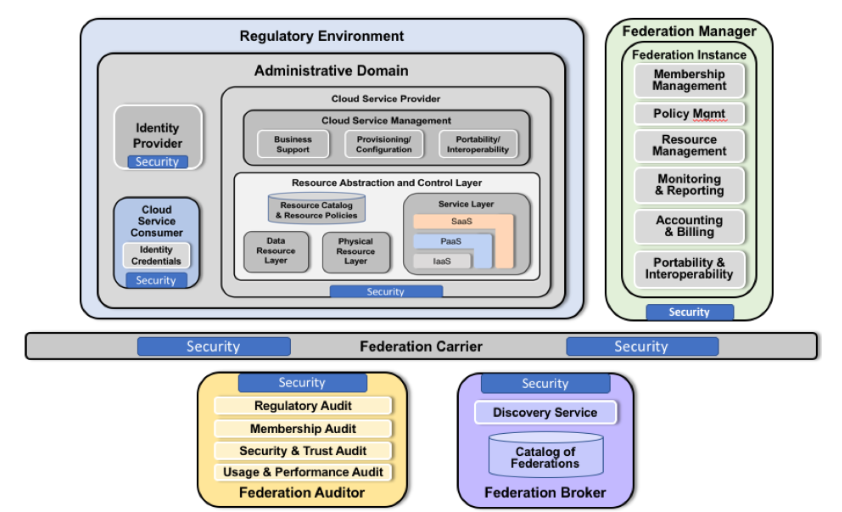 Regulatory Environment
Administrative Domain
Identity
Provider
Security
Cloud
Service
Consumer
Identity
Credentials
Security
Cloud Service Provider
Cloud Service Management
Business
Support
Provisioning/
Configuration
Portability/
Interoperability
Resource Abstraction and Control Layer
Resource Catalog
& Resource Policies
Data
Resource
Layer
Physical
Resource
Layer
Service Layer
SaaS
PaaS
IaaS
Security
Federation Manager
Federation Instance
Membership
Management
Policy Mgmt
Resource
Management
Monitoring
& Reporting
Accounting
& Billing
Portability &
Interoperability
Security
Security
Federation Carrier
Security
Security
Regulatory Audit
Membership Audit
Security & Trust Audit
Usage & Performance Audit
Federation Auditor
Security
Discovery Service
Catalog of
Federations
Federation Broker